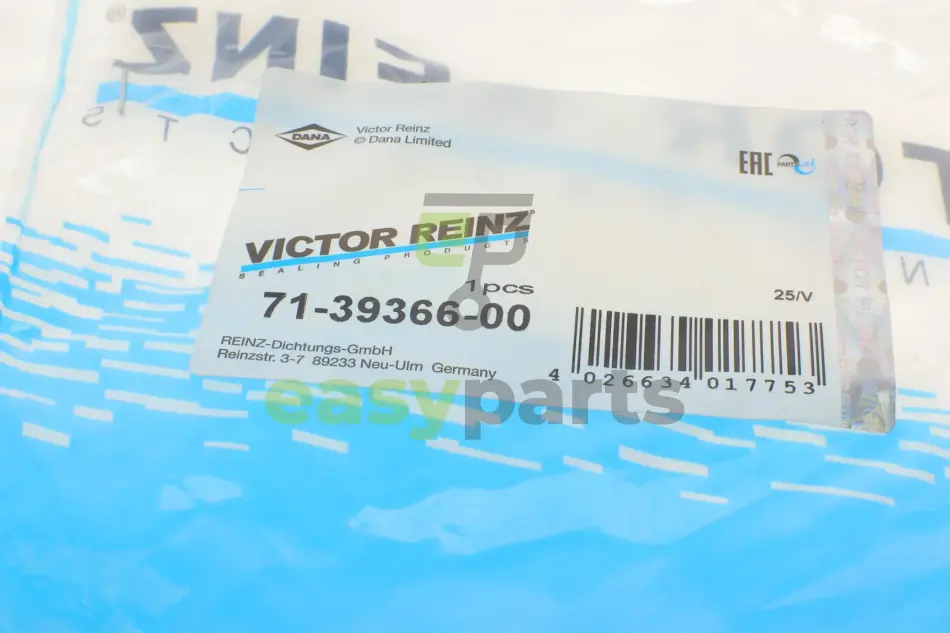 DANA
Victor Reinz
© Dana Limited
EAC
VICTOR REINZ®
SEALING PRODUCTS
1pcs
71-39366-00
25/V
REINZ-Dichtungs-GmbH
Reinzstr. 3-7 89233 Neu-Ulm Germany
4 026634 017753
ep
easyparts